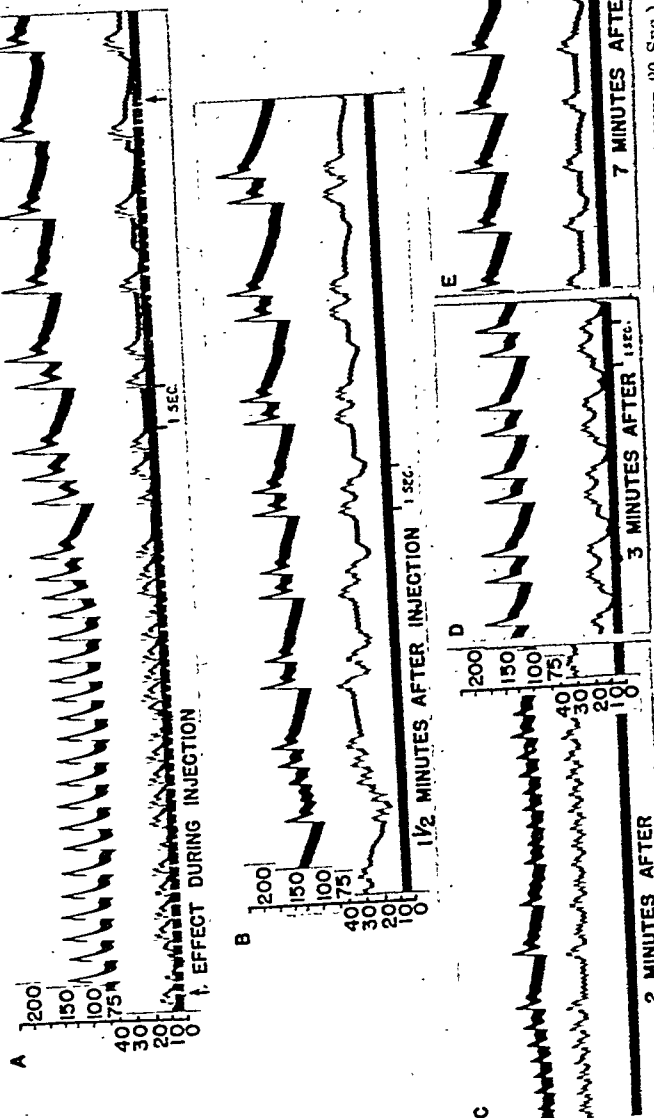 A
200
150
100
75
40
30
20
10
0
1 SEC.
EFFECT DURING INJECTION
B
200
150
100
75
40
30
20
10
0
1 SEC.
1 1/2 MINUTES AFTER INJECTION
C
2 MINUTES AFTER
200
150
100
75
40
30
20
10
0
D
1 SEC.
3 MINUTES AFTER
E
7 MINUTES AFTE